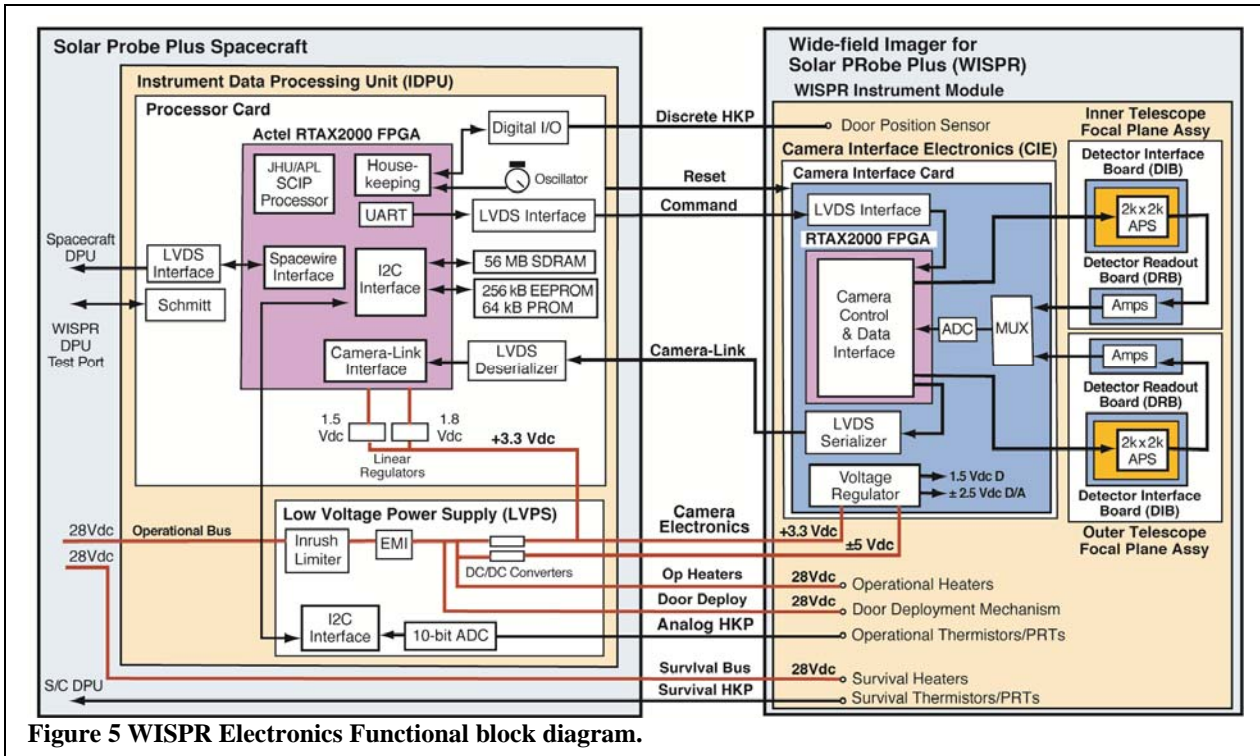 Solar Probe Plus Spacecraft
Instrument Data Processing Unit (IDPU)
Processor Card
Actel RTAX2000 FPGA
JHU/APL
SCIP
Processor
House-
keeping
UART
Digital I/O
Oscillator
LVDS Interface
Spacecraft
DPU
LVDS
Interface
Spacewire
Interface
I2C
Interface
56 MB SDRAM
256 kB EEPROM
64 kB PROM
Schmitt
WISPR
DPU
Test Port
Camera-Link
Interface
LVDS
Deserializer
1.5
Vdc
1.8
Vdc
Linear
Regulators
+3.3 Vdc
Low Voltage Power Supply (LVPS)
28Vdc
Operational Bus
28Vdc
Inrush
Limiter
EMI
DC/DC Converters
I2C
Interface
10-bit ADC
S/C DPU
Discrete HKP
Reset
Command
Camera-Link
Camera
Electronics
Op Heaters
Door Deploy
Analog HKP
Survival Bus
Survival HKP
Wide-field Imager for
Solar PRobe Plus (WISPR)
WISPR Instrument Module
Door Position Sensor
Camera Interface Electronics (CIE)
Camera Interface Card
LVDS Interface
RTAX2000 FPGA
Camera
Control
& Data
Interface
ADC
MUX
LVDS
Serializer
Voltage
Regulator
1.5 Vdc D
± 2.5 Vdc D/A
+3.3 Vdc
±5 Vdc
Inner Telescope
Focal Plane Assy
Detector Interface
Board (DIB)
2k x 2k
APS
Detector Readout
Board (DRB)
Amps
Amps
Detector Readout
Board (DRB)
2k x 2k
APS
Detector Interface
Board (DIB)
Outer Telescope
Focal Plane Assy
28Vdc
Operational Heaters
28Vdc
Door Deployment Mechanism
Operational Thermistors/PRTs
28Vdc
Survival Heaters
Survival Thermistors/PRTs
Figure 5 WISPR Electronics Functional block diagram.